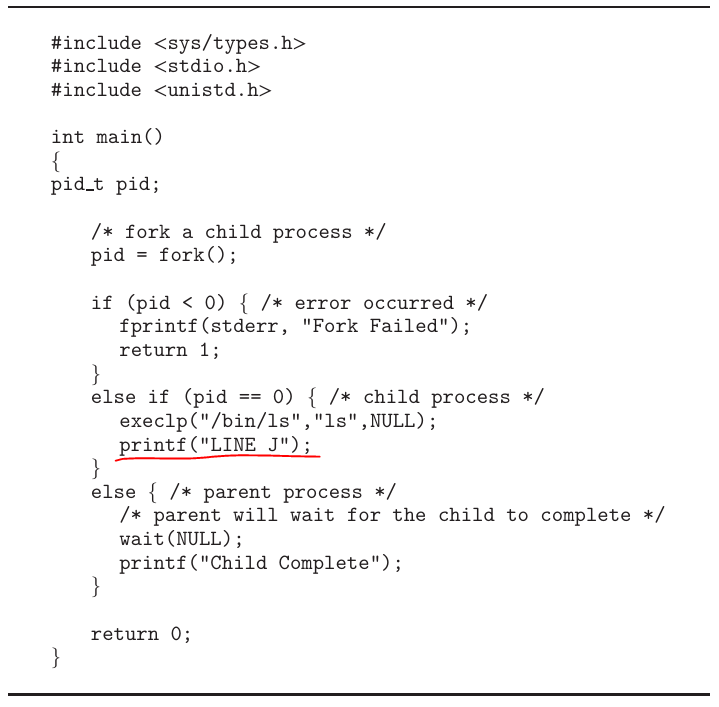 #include <sys/types.h>
#include <stdio.h>
#include <unistd.h>

int main()
{
pid_t pid;

    /* fork a child process */
    pid = fork();

    if (pid < 0) { /* error occurred */
       fprintf(stderr, "Fork Failed");
       return 1;
    }
    else if (pid == 0) { /* child process */
       execlp("/bin/ls","ls",NULL);
       printf("LINE J");
    }
    else { /* parent process */
       /* parent will wait for the child to complete */
       wait(NULL);
       printf("Child Complete");
    }

    return 0;
}